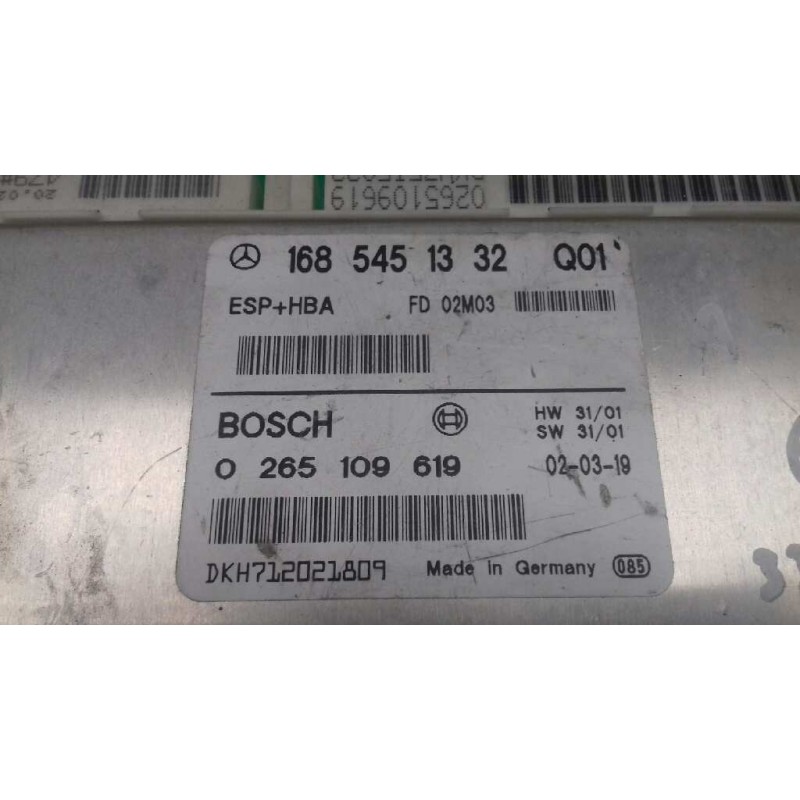 0265109619
168 545 13 32 Q01
ESP+HBA FD 02M03
BOSCH HW 31/01
SW 31/01
0 265 109 619 02-03-19
DKH712021809 Made in Germany 085